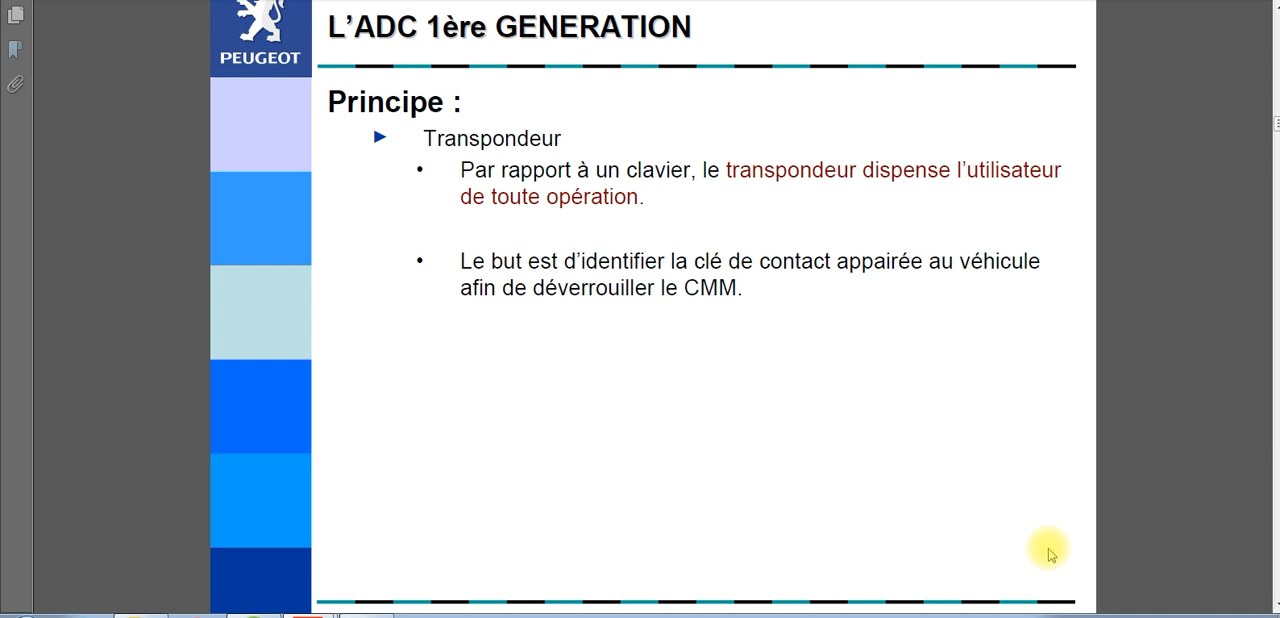 L’ADC 1ère GENERATION
PEUGEOT
Principe :
► Transpondeur
• Par rapport à un clavier, le transpondeur dispense l’utilisateur
de toute opération.
• Le but est d’identifier la clé de contact appairée au véhicule
afin de déverrouiller le CMM.